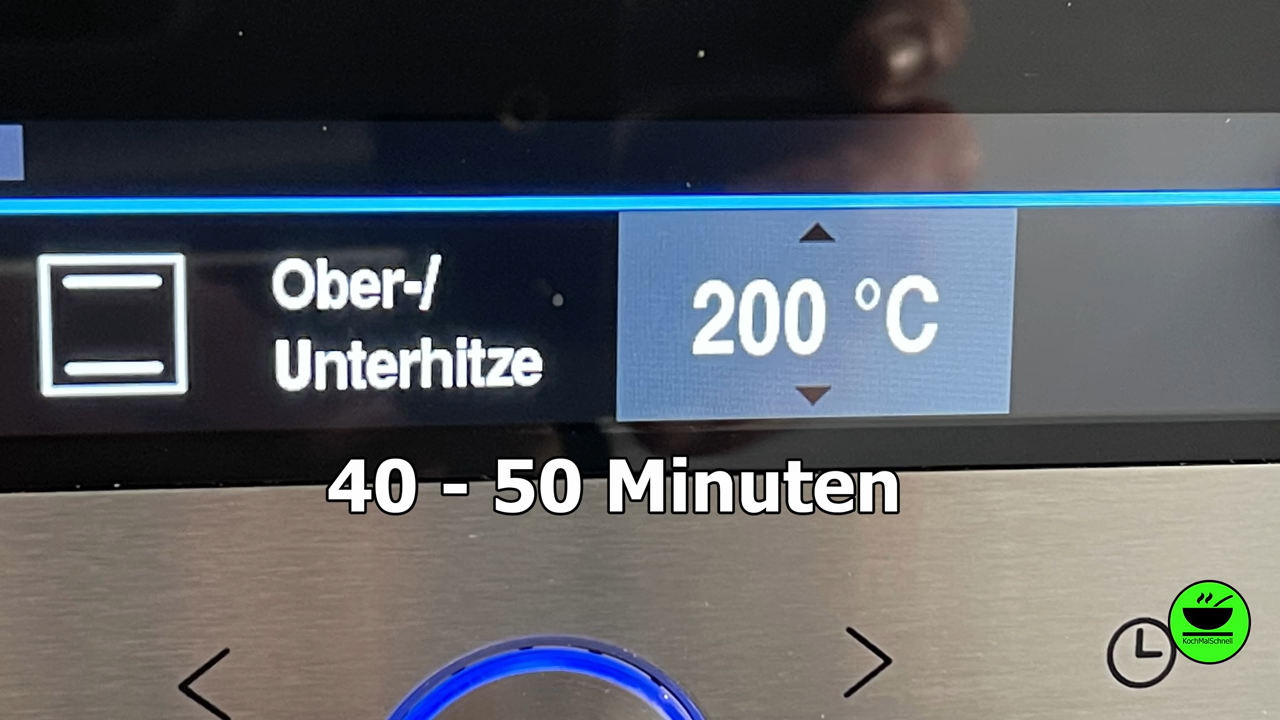 Ober-/
Unterhitze
200 °C
40 - 50 Minuten
KochMalSchnell